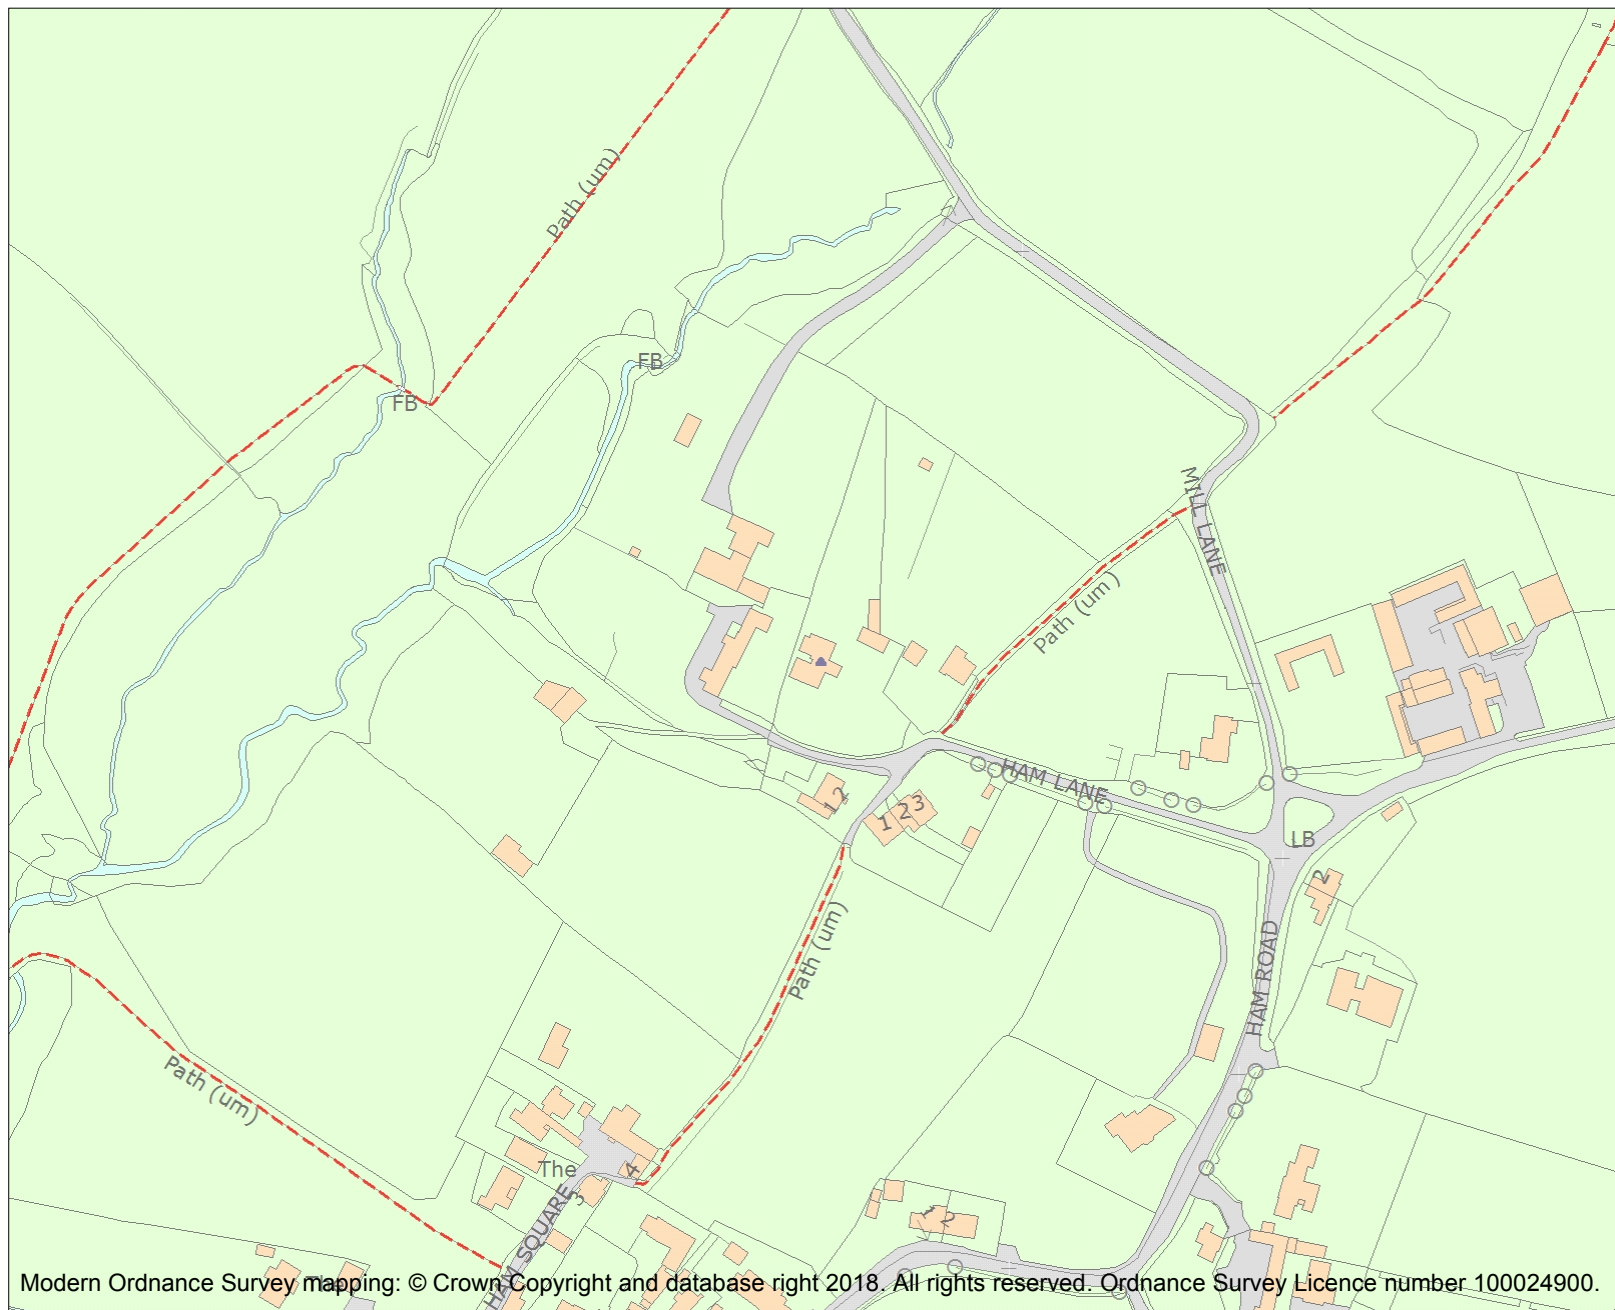 Path (um)
FB
FB
MILL LANE
Path (um)
HAM LANE
1 2
1 2 3
LB
2
Path (um)
HAM ROAD
Path (um)
The
4
3
HAM SQUARE
1 2
Modern Ordnance Survey mapping: © Crown Copyright and database right 2018. All rights reserved. Ordnance Survey Licence number 100024900.